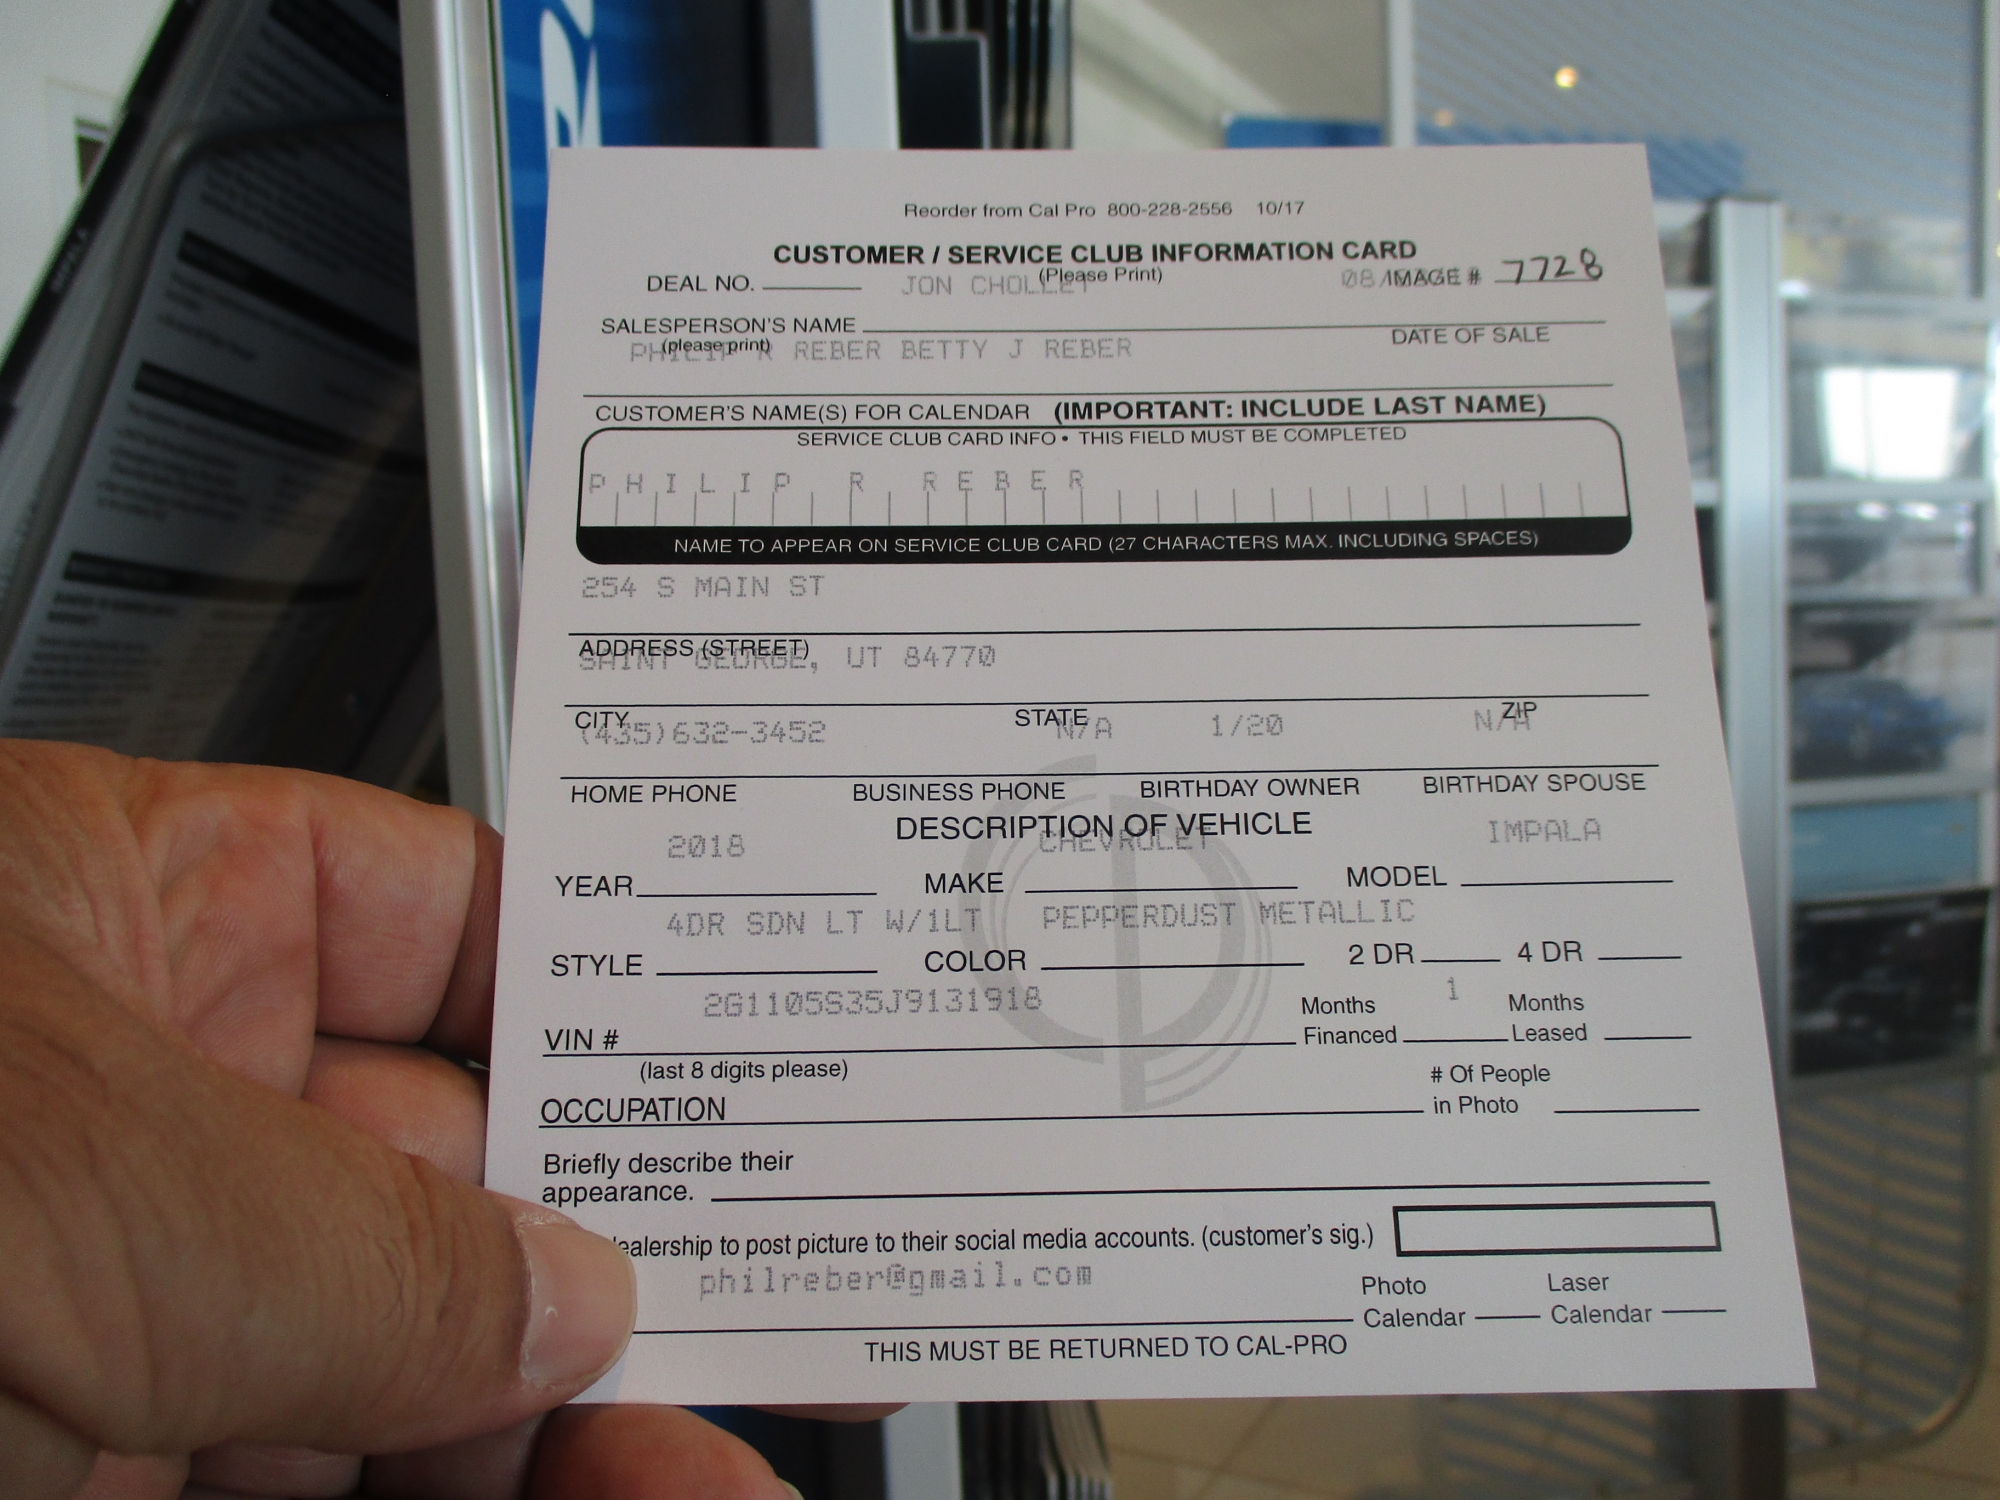 Reorder from Cal Pro 800-228-2556 10/17
CUSTOMER / SERVICE CLUB INFORMATION CARD
(Please Print)
DEAL NO. JON CHOLLET 08/ IMAGE # 7728
SALESPERSON'S NAME
(please print)
DATE OF SALE
PHILIP R REBER BETTY J REBER
CUSTOMER'S NAME(S) FOR CALENDAR (IMPORTANT: INCLUDE LAST NAME)
SERVICE CLUB CARD INFO • THIS FIELD MUST BE COMPLETED
PHILIP R REBER
NAME TO APPEAR ON SERVICE CLUB CARD (27 CHARACTERS MAX. INCLUDING SPACES)
254 S MAIN ST
ADDRESS (STREET)
SAINT GEORGE, UT 84770
CITY STATE ZIP
(435)632-3452 N/A 1/20 N/A
HOME PHONE BUSINESS PHONE BIRTHDAY OWNER BIRTHDAY SPOUSE
DESCRIPTION OF VEHICLE
2018 CHEVROLET IMPALA
YEAR MAKE MODEL
4DR SDN LT W/1LT PEPPERDUST METALLIC
STYLE COLOR 2 DR 4 DR
2G1105S35J9131918 1
VIN # Months Financed Months Leased
(last 8 digits please)
OCCUPATION # Of People in Photo
Briefly describe their
appearance.
ealership to post picture to their social media accounts. (customer's sig.)
philreber@gmail.com
Photo Calendar Laser Calendar
THIS MUST BE RETURNED TO CAL-PRO